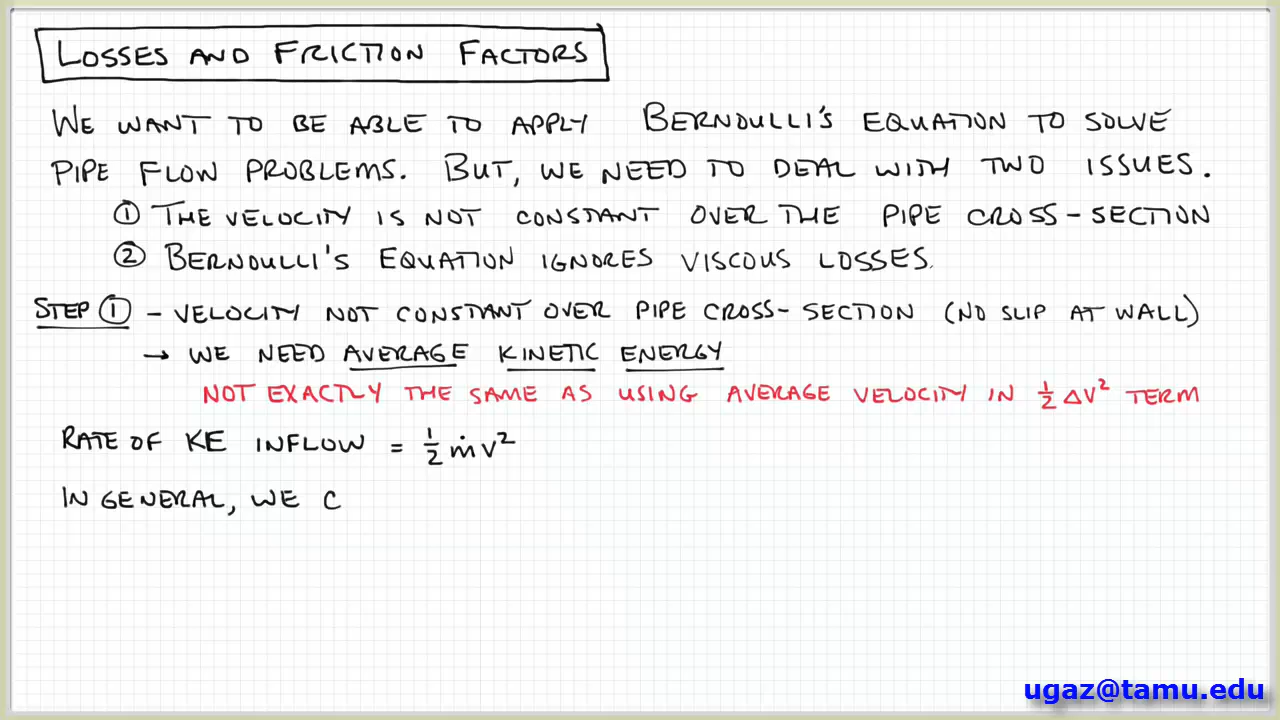 LOSSES AND FRICTION FACTORS
WE WANT TO BE ABLE TO APPLY BERNOULLI'S EQUATION TO SOLVE
PIPE FLOW PROBLEMS. BUT, WE NEED TO DEAL WITH TWO ISSUES.
① THE VELOCITY IS NOT CONSTANT OVER THE PIPE CROSS-SECTION
② BERNOULLI'S EQUATION IGNORES VISCOUS LOSSES.
STEP ① - VELOCITY NOT CONSTANT OVER PIPE CROSS-SECTION (NO SLIP AT WALL)
→ WE NEED AVERAGE KINETIC ENERGY
NOT EXACTLY THE SAME AS USING AVERAGE VELOCITY IN ½ ΔV² TERM
RATE OF KE INFLOW = ½ ṁV²
IN GENERAL, WE C
ugaz@tamu.edu